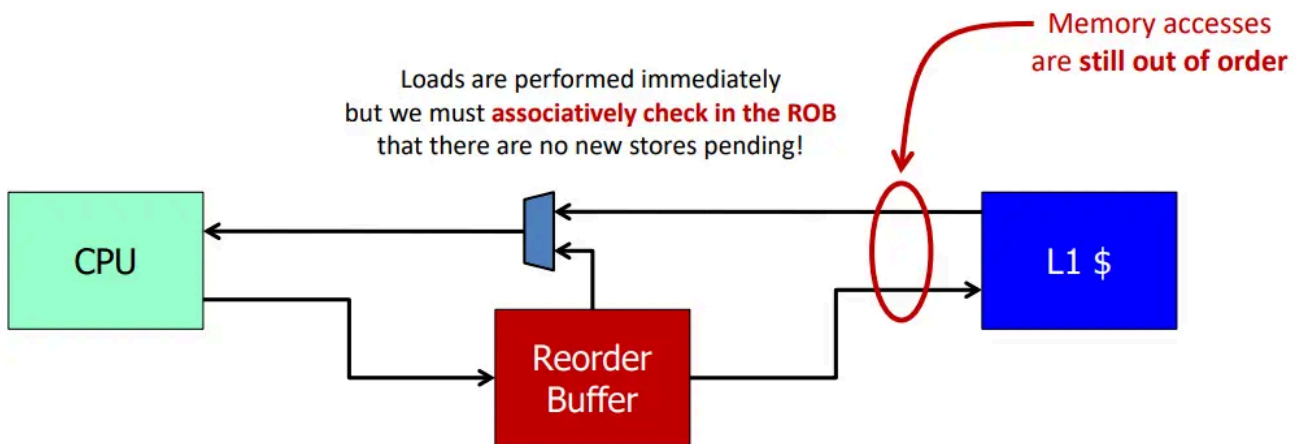 Memory accesses
are still out of order
Loads are performed immediately
but we must associatively check in the ROB
that there are no new stores pending!
CPU
L1 $
Reorder
Buffer